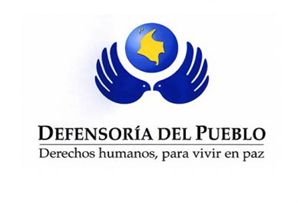 DEFENSORÍA DEL PUEBLO
Derechos humanos, para vivir en paz